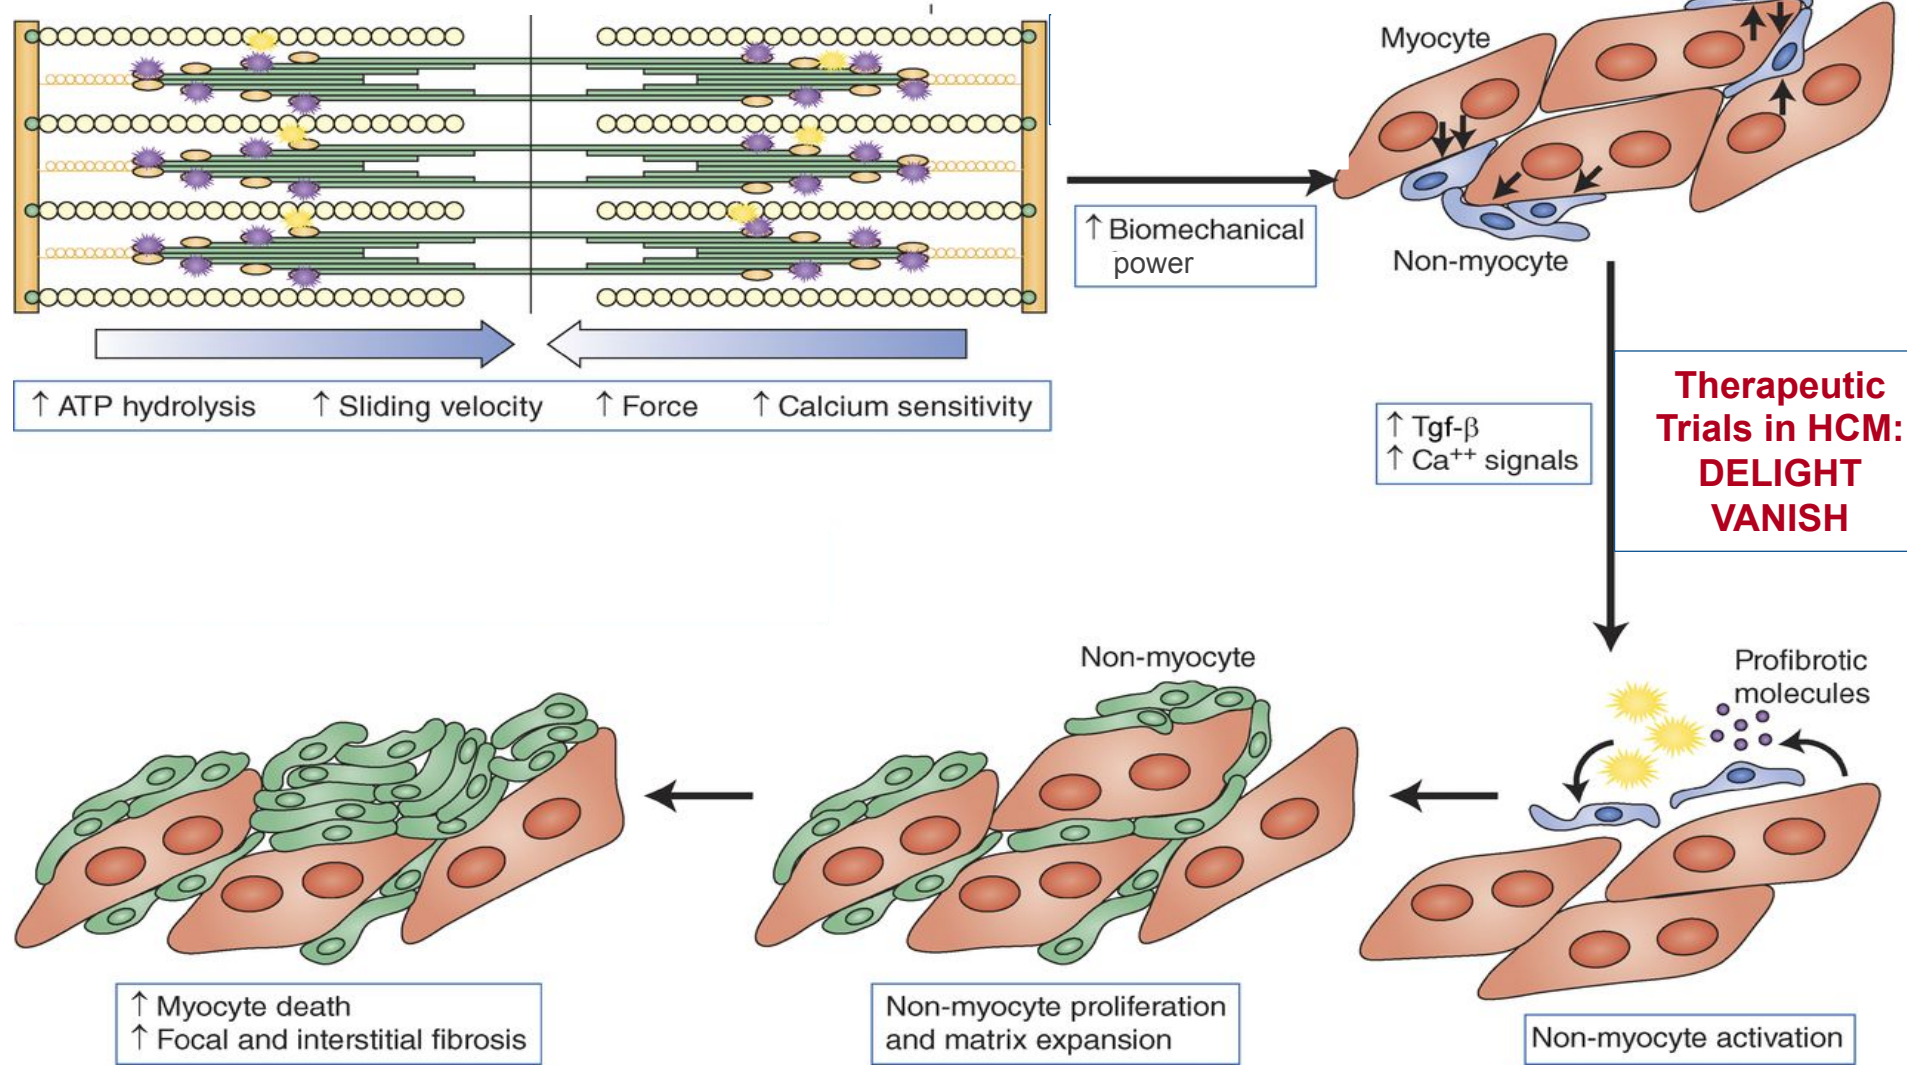 Myocyte
Non-myocyte
↑ Biomechanical
power
↑ ATP hydrolysis ↑ Sliding velocity ↑ Force ↑ Calcium sensitivity
↑ Tgf-β
↑ Ca⁺⁺ signals
Therapeutic
Trials in HCM:
DELIGHT
VANISH
Profibrotic
molecules
Non-myocyte
Non-myocyte activation
Non-myocyte proliferation
and matrix expansion
↑ Myocyte death
↑ Focal and interstitial fibrosis